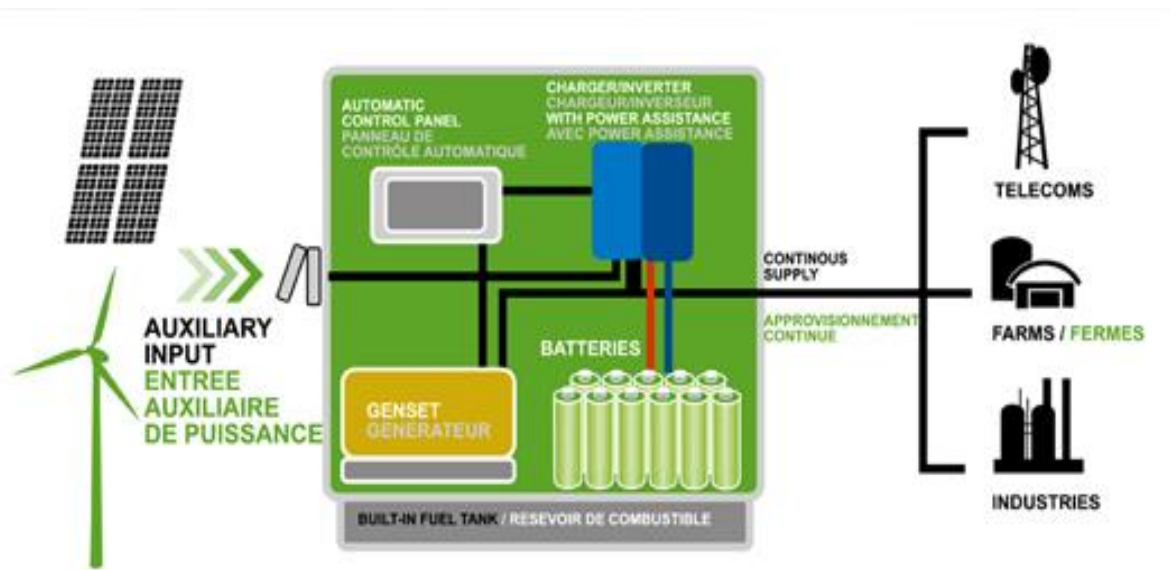 AUTOMATIC
CONTROL PANEL
PANNEAU DE
CONTRÔLE AUTOMATIQUE
CHARGER/INVERTER
CHARGEUR/INVERSEUR
WITH POWER ASSISTANCE
AVEC POWER ASSISTANCE
TELECOMS
AUXILIARY
INPUT
ENTREE
AUXILIAIRE
DE PUISSANCE
CONTINOUS
SUPPLY
APPROVISIONNEMENT
CONTINUE
FARMS / FERMES
BATTERIES
GENSET
GENERATEUR
INDUSTRIES
BUILT-IN FUEL TANK / RESEVOIR DE COMBUSTIBLE